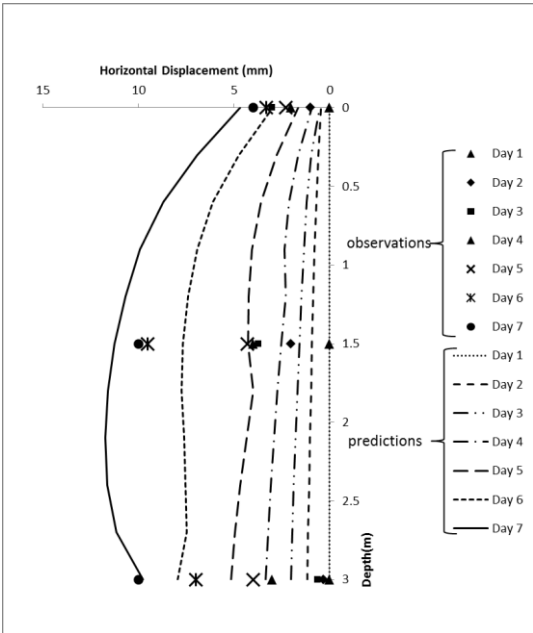 Horizontal Displacement (mm)
15 10 5 0
0
0.5
1
1.5
2
2.5
3
Depth(m)
observations
Day 1
Day 2
Day 3
Day 4
Day 5
Day 6
Day 7
predictions
Day 1
Day 2
Day 3
Day 4
Day 5
Day 6
Day 7